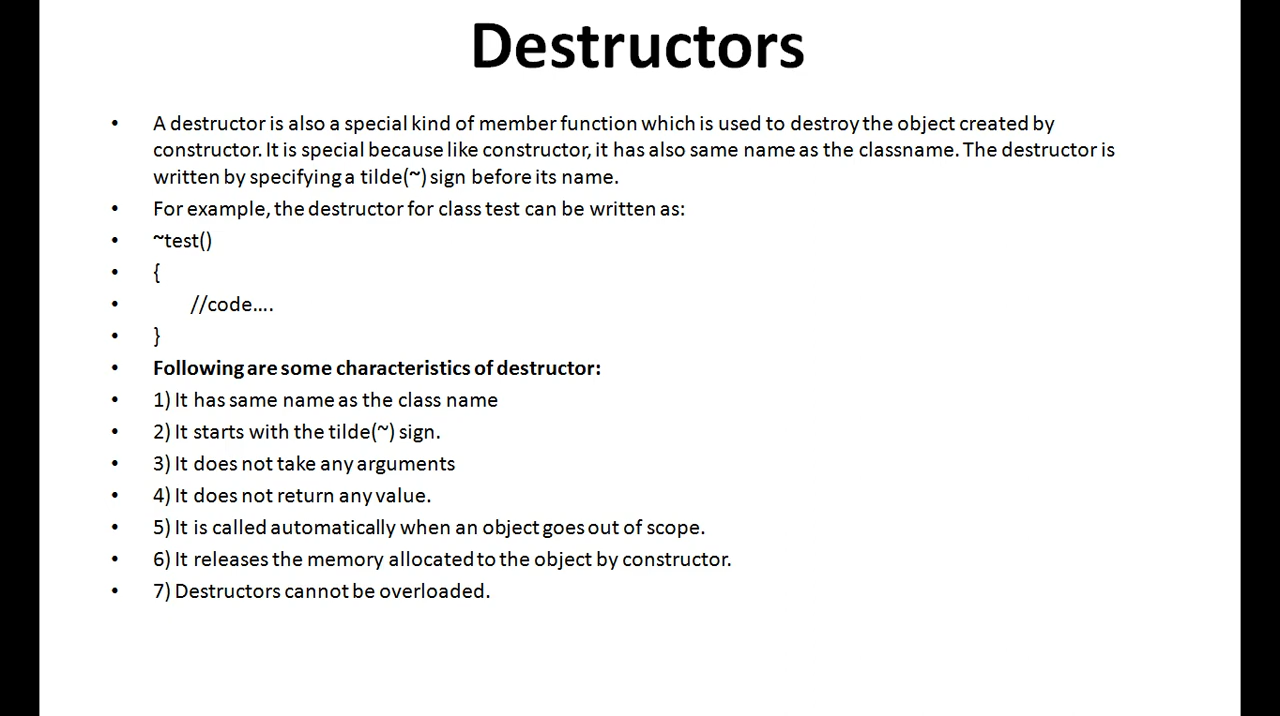 Destructors
• A destructor is also a special kind of member function which is used to destroy the object created by
constructor. It is special because like constructor, it has also same name as the classname. The destructor is
written by specifying a tilde(~) sign before its name.
• For example, the destructor for class test can be written as:
• ~test()
• {
• //code....
• }
• Following are some characteristics of destructor:
• 1) It has same name as the class name
• 2) It starts with the tilde(~) sign.
• 3) It does not take any arguments
• 4) It does not return any value.
• 5) It is called automatically when an object goes out of scope.
• 6) It releases the memory allocated to the object by constructor.
• 7) Destructors cannot be overloaded.